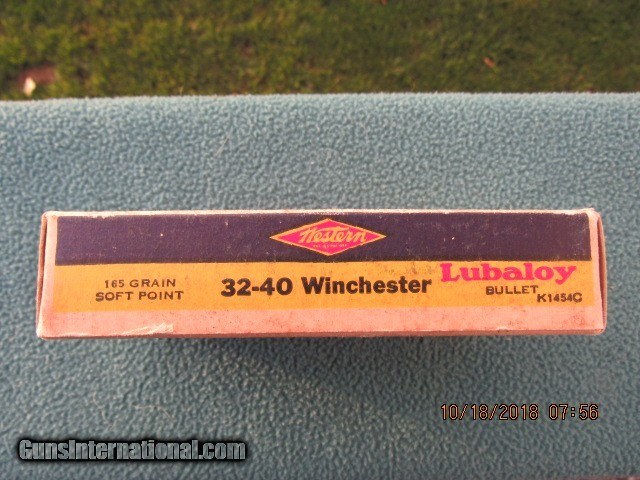 Western
165 GRAIN
SOFT POINT
32-40 Winchester
Lubaloy
BULLET
K1454C
10/18/2018 07:56
GunsInternational.com